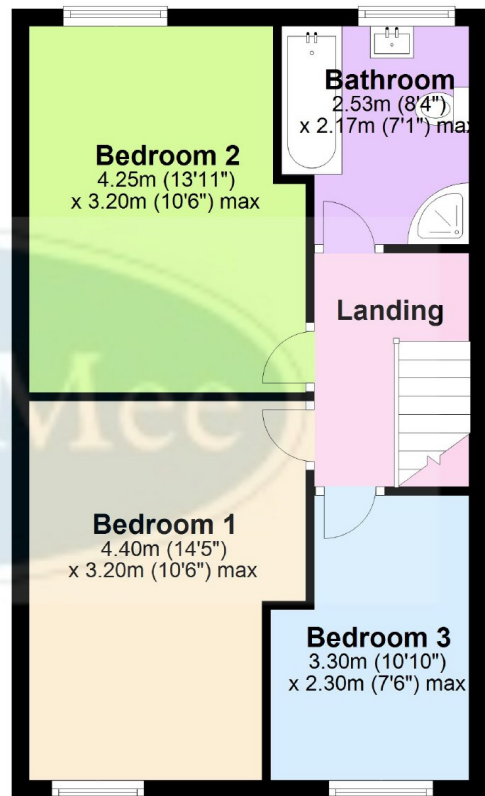 Bathroom
2.53m (8'4")
x 2.17m (7'1") max
Bedroom 2
4.25m (13'11")
x 3.20m (10'6") max
Landing
Mee
Bedroom 1
4.40m (14'5")
x 3.20m (10'6") max
Bedroom 3
3.30m (10'10")
x 2.30m (7'6") max